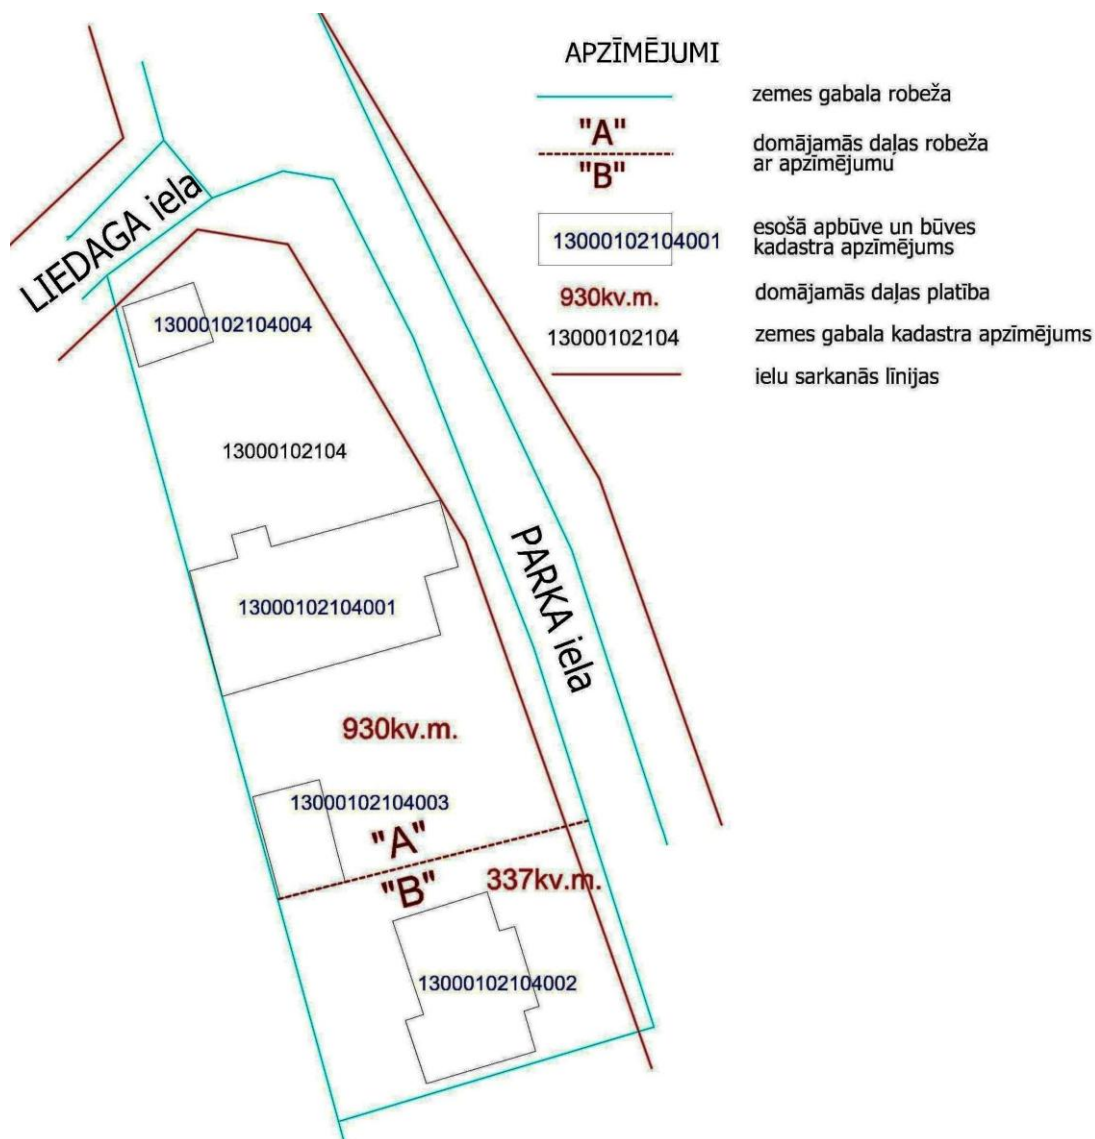 APZĪMĒJUMI
zemes gabala robeža
"A"
"B"
domājamās daļas robeža
ar apzīmējumu
13000102104001
esošā apbūve un būves
kadastra apzīmējums
930kv.m.
domājamās daļas platība
13000102104
zemes gabala kadastra apzīmējums
ielu sarkanās līnijas
LIEDAGA iela
13000102104004
13000102104
13000102104001
PARKA iela
930kv.m.
13000102104003
"A"
"B"
337kv.m.
13000102104002